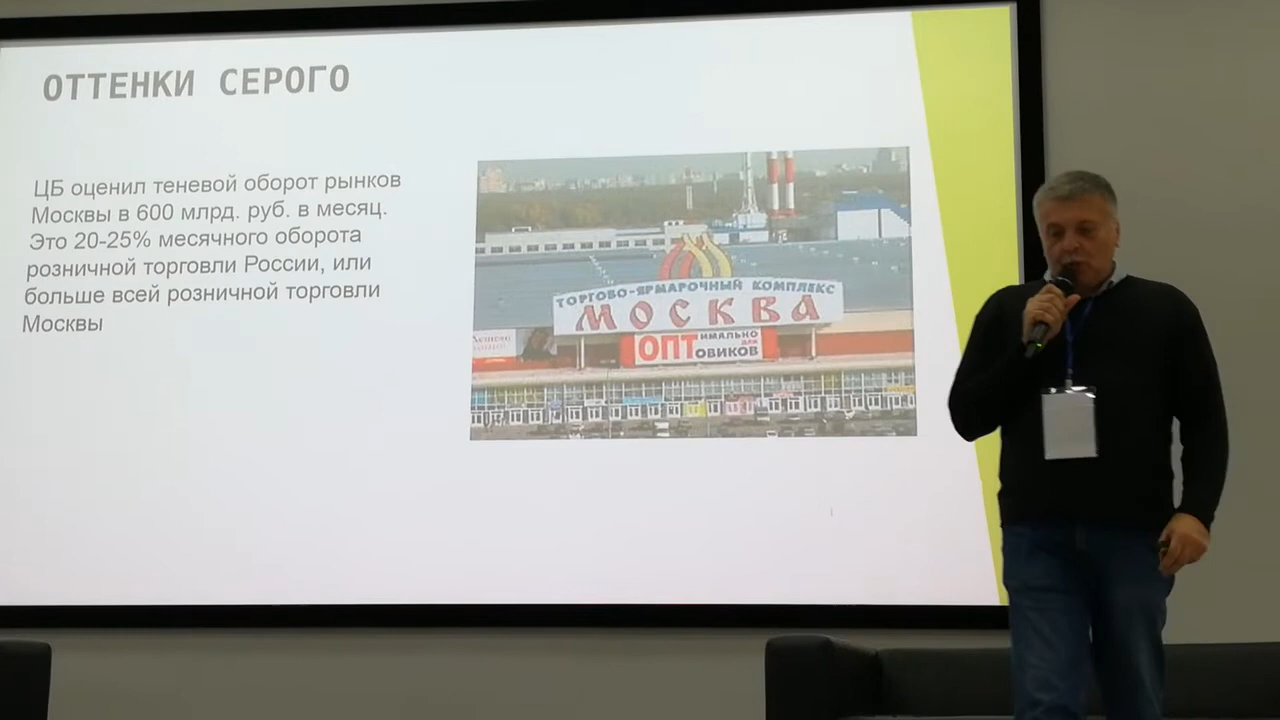 ОТТЕНКИ СЕРОГО
ЦБ оценил теневой оборот рынков
Москвы в 600 млрд. руб. в месяц.
Это 20-25% месячного оборота
розничной торговли России, или
больше всей розничной торговли
Москвы
ТОРГОВО-ЯРМАРОЧНЫЙ КОМПЛЕКС
МОСКВА
ОПТИМАЛЬНО
для
ОПТОВИКОВ